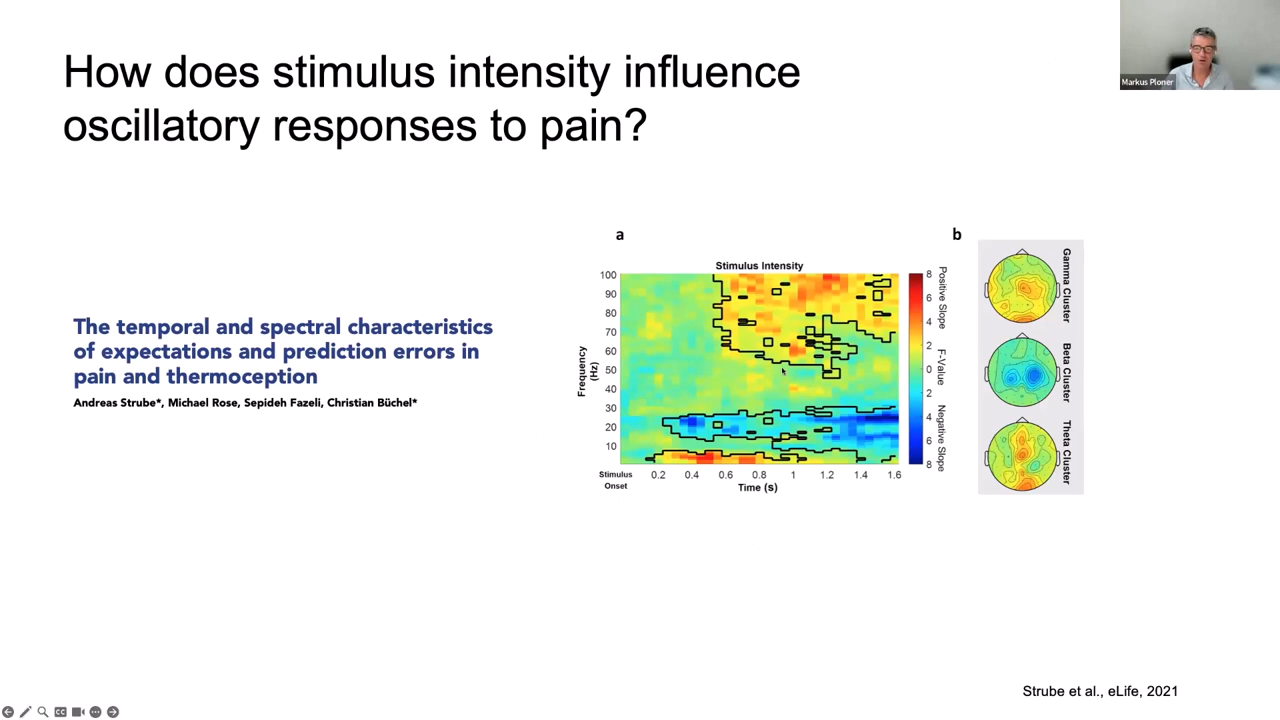 How does stimulus intensity influence
oscillatory responses to pain?
Markus Ploner
The temporal and spectral characteristics
of expectations and prediction errors in
pain and thermoception
Andreas Strube*, Michael Rose, Sepideh Fazeli, Christian Büchel*
a
Stimulus Intensity
100
90
80
70
60
50
40
30
20
10
Frequency
(Hz)
Stimulus
Onset
0.2 0.4 0.6 0.8 1 1.2 1.4 1.6
Time (s)
8
6
4
2
0
2
4
6
8
Positive Slope
F-Value
Negative Slope
b
Gamma Cluster
Beta Cluster
Theta Cluster
Strube et al., eLife, 2021
CC